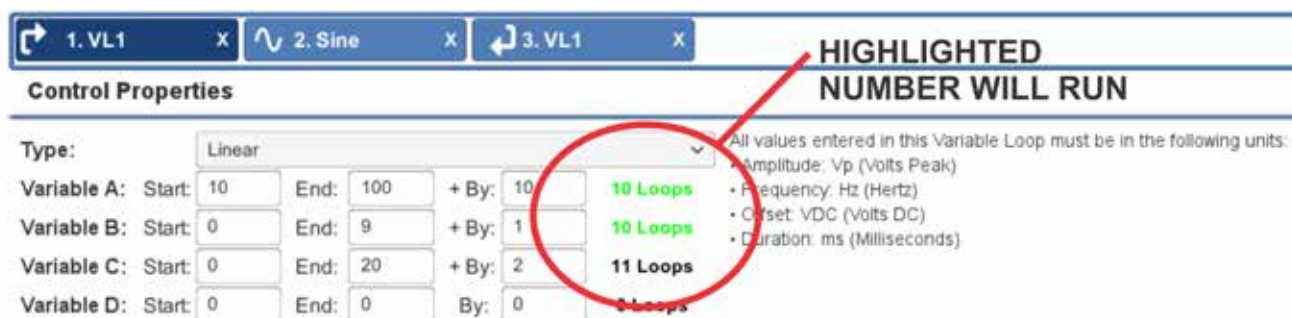 1. VL1 X 2. Sine X 3. VL1 X
HIGHLIGHTED
NUMBER WILL RUN
Control Properties
Type: Linear
Variable A: Start: 10 End: 100 + By: 10 10 Loops
Variable B: Start: 0 End: 9 + By: 1 10 Loops
Variable C: Start: 0 End: 20 + By: 2 11 Loops
Variable D: Start: 0 End: 0 By: 0 0 Loops
All values entered in this Variable Loop must be in the following units:
• Amplitude: Vp (Volts Peak)
• Frequency: Hz (Hertz)
• Offset: VDC (Volts DC)
• Duration: ms (Milliseconds)